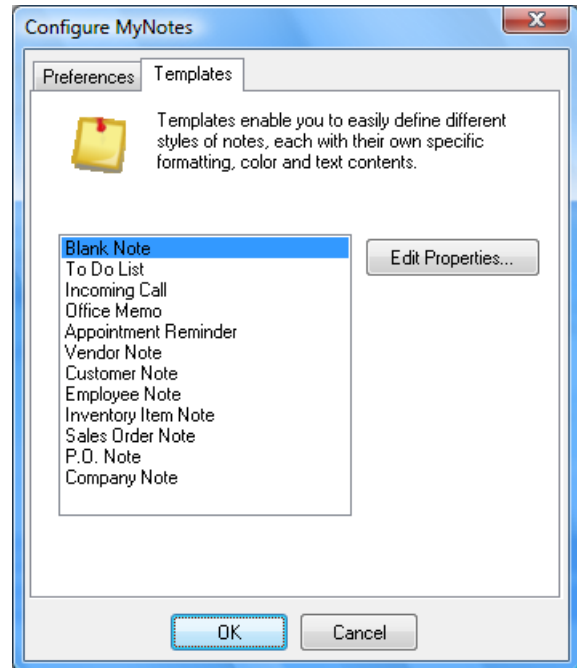 Configure MyNotes
Preferences
Templates
Templates enable you to easily define different
styles of notes, each with their own specific
formatting, color and text contents.
Blank Note
Edit Properties...
To Do List
Incoming Call
Office Memo
Appointment Reminder
Vendor Note
Customer Note
Employee Note
Inventory Item Note
Sales Order Note
P.O. Note
Company Note
OK
Cancel